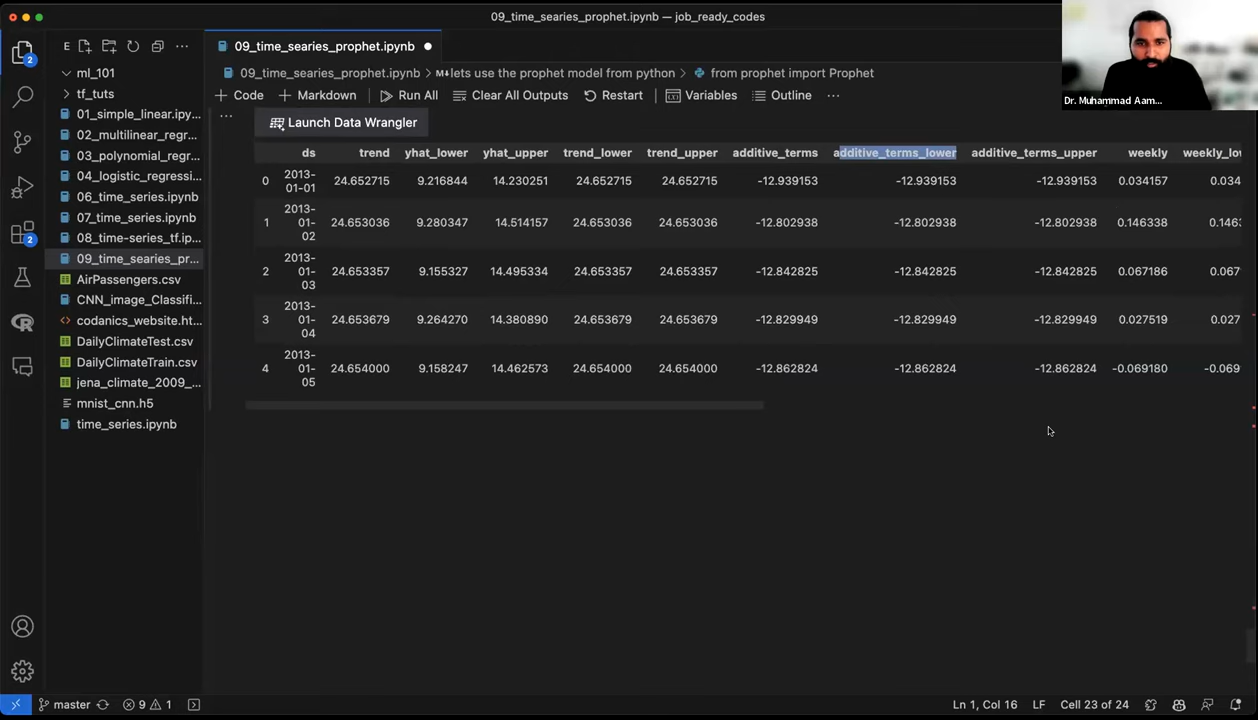 09_time_searies_prophet.ipynb — job_ready_codes
E
09_time_searies_prophet.ipynb
09_time_searies_prophet.ipynb > M↓lets use the prophet model from python > from prophet import Prophet
+ Code + Markdown Run All Clear All Outputs Restart Variables Outline ...
Dr. Muhammad Aam...
ml_101
tf_tuts
01_simple_linear.ipy...
02_multilinear_regr...
03_polynomial_regr...
04_logistic_regressi...
06_time_series.ipynb
07_time_series.ipynb
08_time-series_tf.ip...
09_time_searies_pr...
AirPassengers.csv
CNN_image_Classifi...
codanics_website.ht...
DailyClimateTest.csv
DailyClimateTrain.csv
jena_climate_2009_...
mnist_cnn.h5
time_series.ipynb
2
2
R
...
Launch Data Wrangler
ds trend yhat_lower yhat_upper trend_lower trend_upper additive_terms additive_terms_lower additive_terms_upper weekly weekly_lo
0 2013-01-01 24.652715 9.216844 14.230251 24.652715 24.652715 -12.939153 -12.939153 -12.939153 0.034157 0.034
1 2013-01-02 24.653036 9.280347 14.514157 24.653036 24.653036 -12.802938 -12.802938 -12.802938 0.146338 0.146
2 2013-01-03 24.653357 9.155327 14.495334 24.653357 24.653357 -12.842825 -12.842825 -12.842825 0.067186 0.067
3 2013-01-04 24.653679 9.264270 14.380890 24.653679 24.653679 -12.829949 -12.829949 -12.829949 0.027519 0.027
4 2013-01-05 24.654000 9.158247 14.462573 24.654000 24.654000 -12.862824 -12.862824 -12.862824 -0.069180 -0.069
master 9 1 Ln 1, Col 16 LF Cell 23 of 24